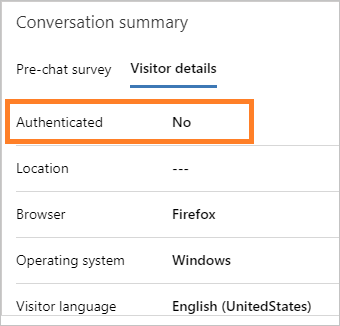 Conversation summary
Pre-chat survey Visitor details
Authenticated No
Location ---
Browser Firefox
Operating system Windows
Visitor language English (UnitedStates)